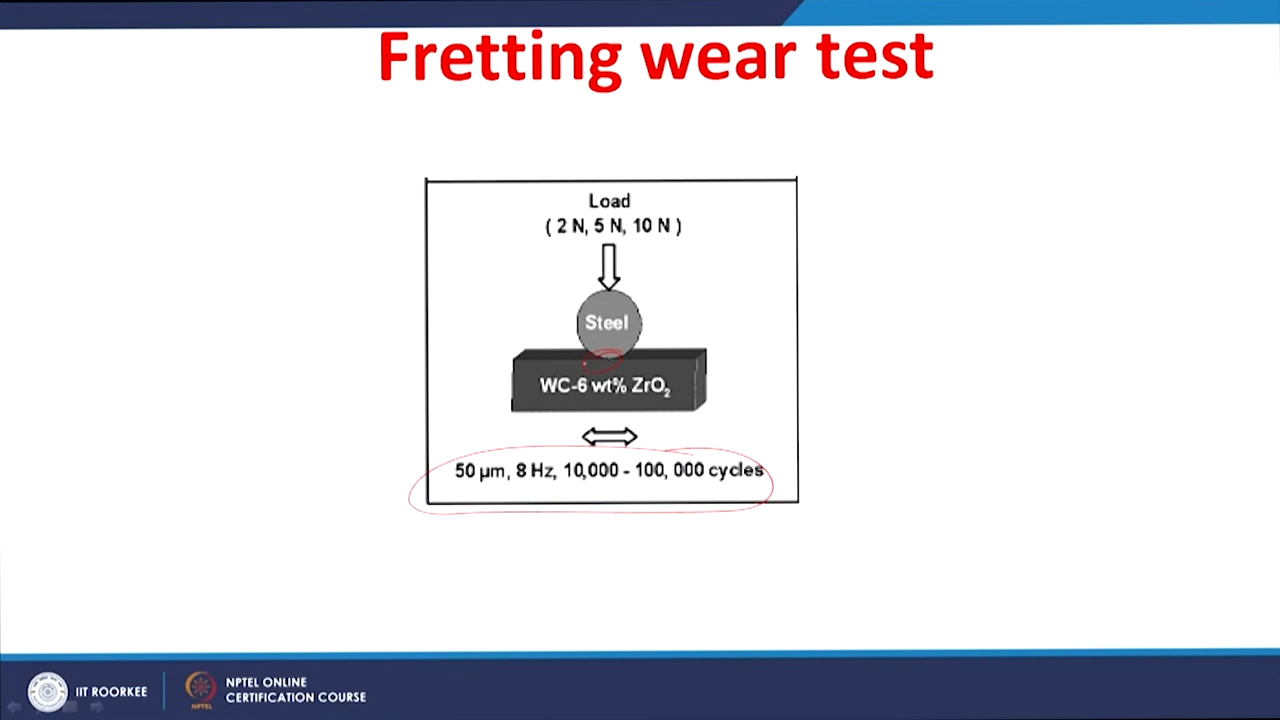 Fretting wear test
Load
( 2 N, 5 N, 10 N )
Steel
WC-6 wt% ZrO₂
50 µm, 8 Hz, 10,000 - 100, 000 cycles
IIT ROORKEE
NPTEL
NPTEL ONLINE
CERTIFICATION COURSE